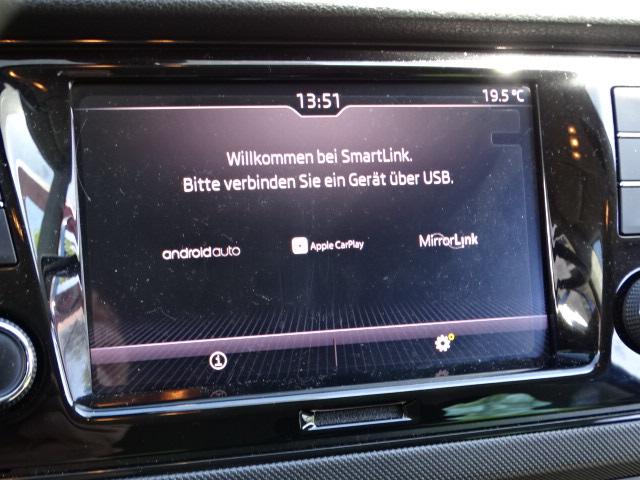 13:51
19.5 °C
Willkommen bei SmartLink.
Bitte verbinden Sie ein Gerät über USB.
androidauto
Apple CarPlay
MirrorLink